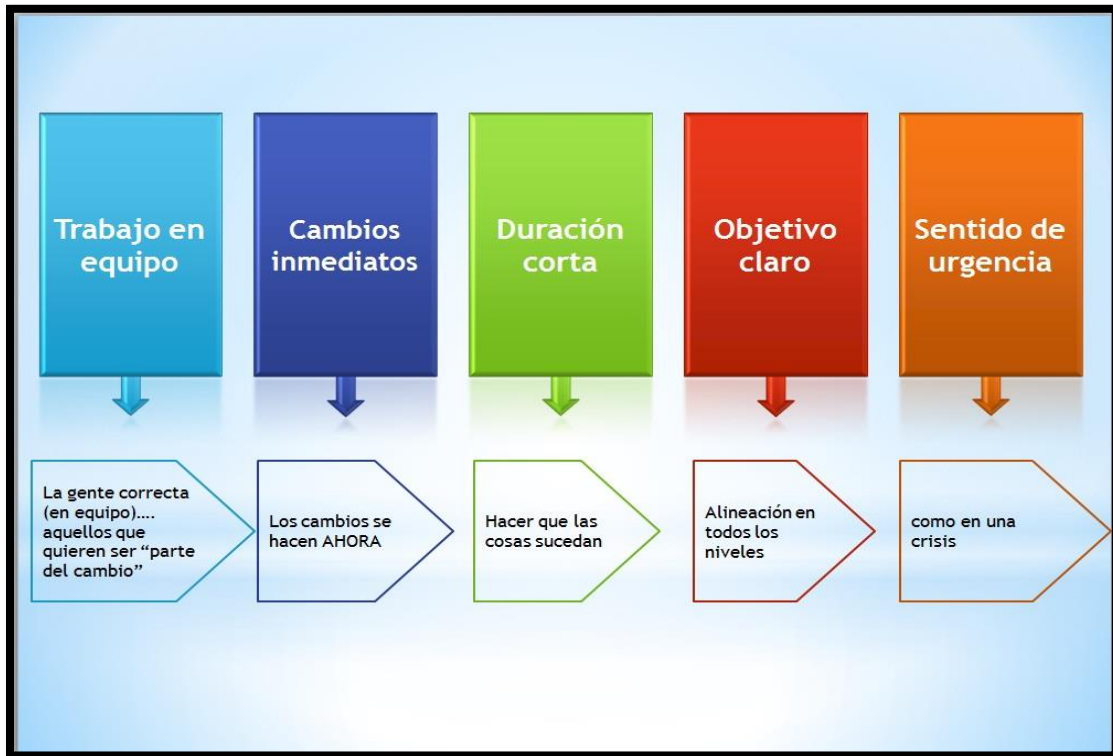 Trabajo en
equipo
Cambios
inmediatos
Duración
corta
Objetivo
claro
Sentido de
urgencia
La gente correcta
(en equipo)....
aquellos que
quieren ser “parte
del cambio”
Los cambios se
hacen AHORA
Hacer que las
cosas sucedan
Alineación en
todos los
niveles
como en una
crisis